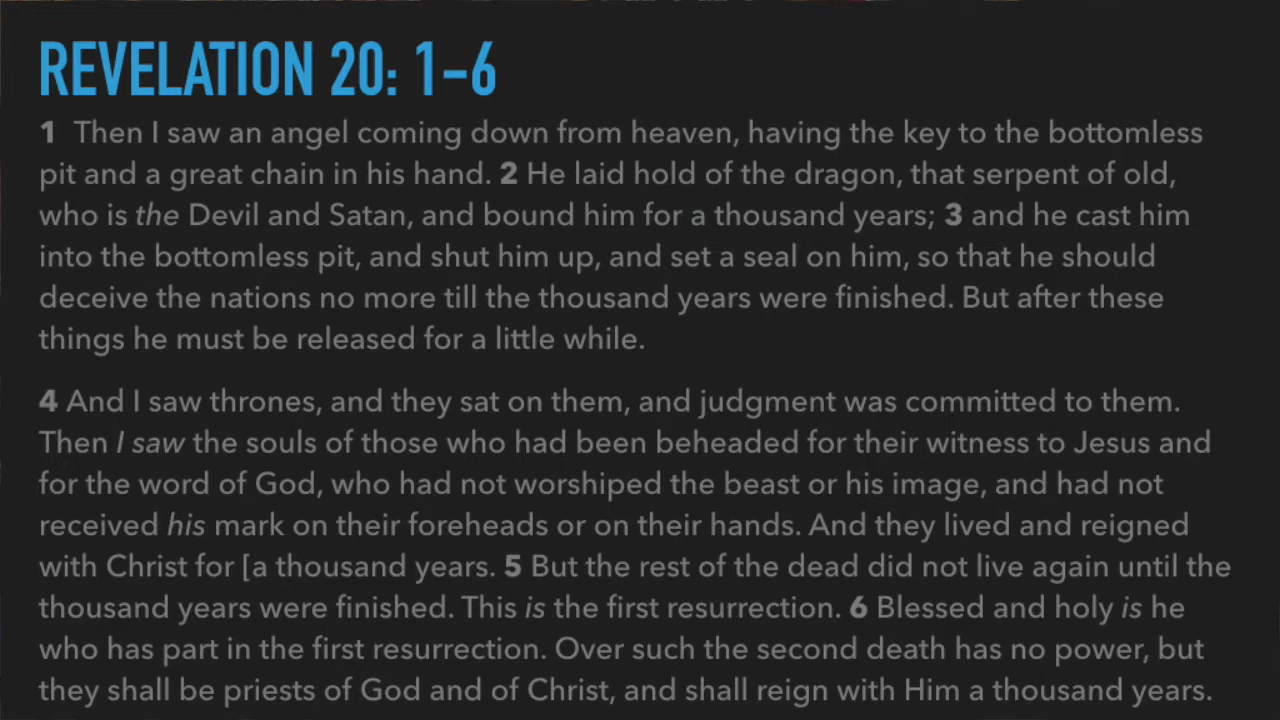 REVELATION 20: 1-6
1 Then I saw an angel coming down from heaven, having the key to the bottomless
pit and a great chain in his hand. 2 He laid hold of the dragon, that serpent of old,
who is the Devil and Satan, and bound him for a thousand years; 3 and he cast him
into the bottomless pit, and shut him up, and set a seal on him, so that he should
deceive the nations no more till the thousand years were finished. But after these
things he must be released for a little while.
4 And I saw thrones, and they sat on them, and judgment was committed to them.
Then I saw the souls of those who had been beheaded for their witness to Jesus and
for the word of God, who had not worshiped the beast or his image, and had not
received his mark on their foreheads or on their hands. And they lived and reigned
with Christ for [a thousand years. 5 But the rest of the dead did not live again until the
thousand years were finished. This is the first resurrection. 6 Blessed and holy is he
who has part in the first resurrection. Over such the second death has no power, but
they shall be priests of God and of Christ, and shall reign with Him a thousand years.